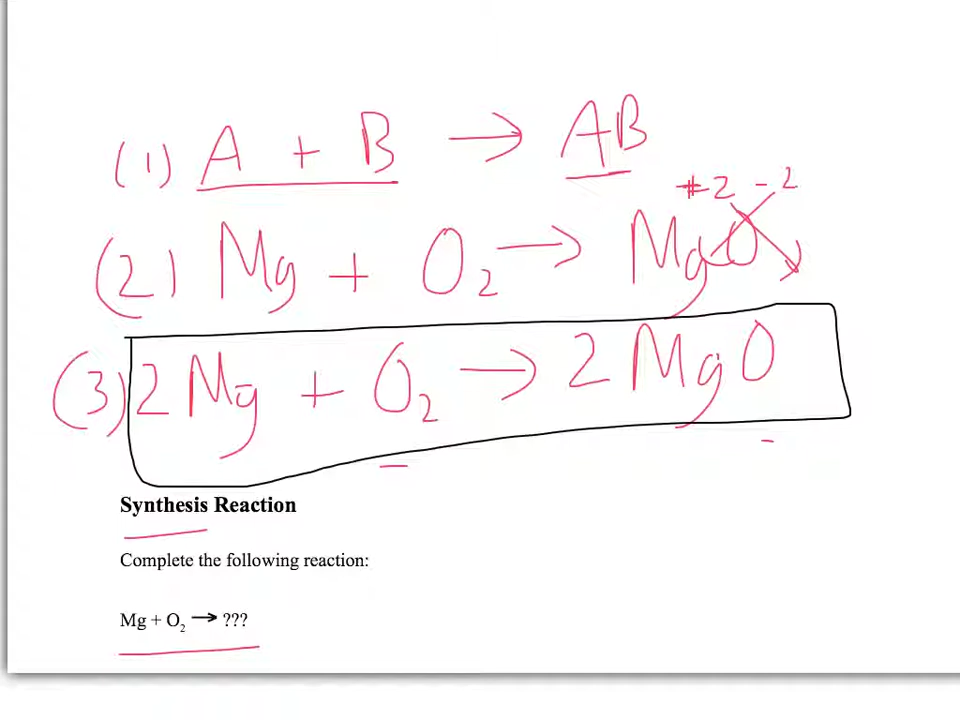 (1) A + B → AB
+2 -2
(2) Mg + O₂ → MgO
(3) 2Mg + O₂ → 2MgO
Synthesis Reaction
Complete the following reaction:
Mg + O₂ → ???